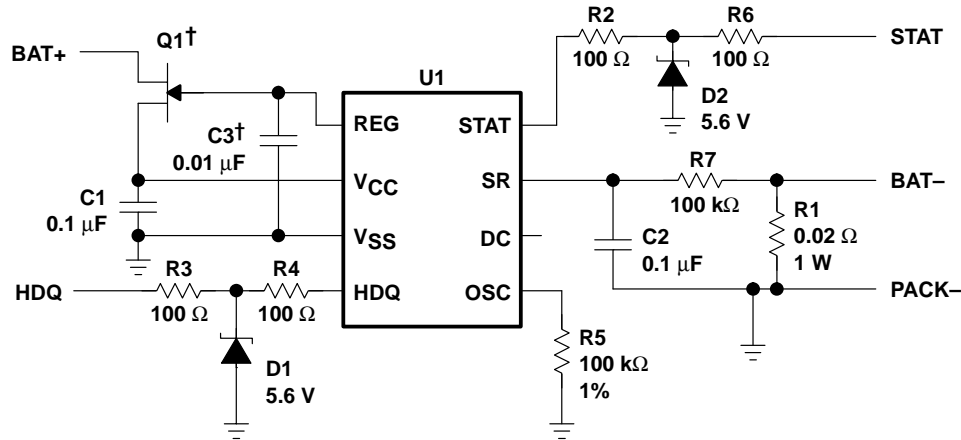 BAT+
Q1†
C3†
0.01 µF
C1
0.1 µF
HDQ
R3
100 Ω
R4
100 Ω
D1
5.6 V
U1
REG
VCC
VSS
HDQ
STAT
SR
DC
OSC
R2
100 Ω
R6
100 Ω
STAT
D2
5.6 V
R7
100 kΩ
BAT–
C2
0.1 µF
R1
0.02 Ω
1 W
PACK–
R5
100 kΩ
1%